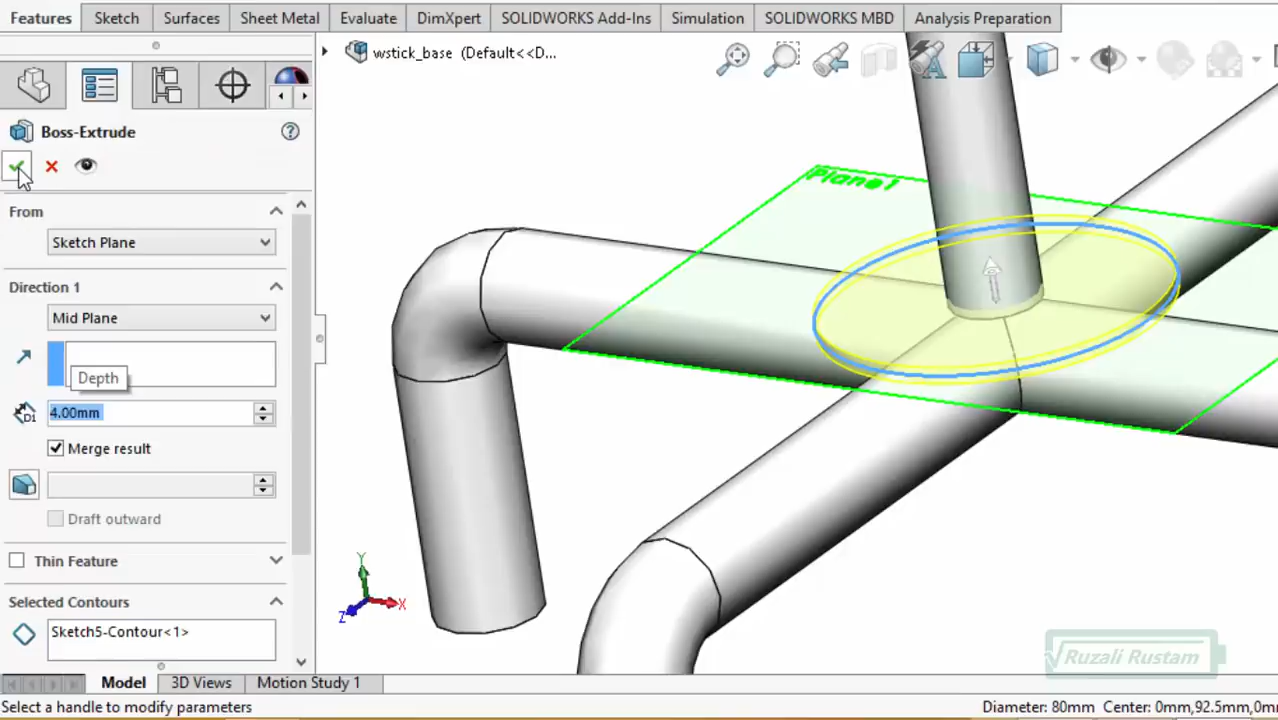 Features Sketch Surfaces Sheet Metal Evaluate DimXpert SOLIDWORKS Add-Ins Simulation SOLIDWORKS MBD Analysis Preparation
wstick_base (Default<<D...
Boss-Extrude
From
Sketch Plane
Direction 1
Mid Plane
Depth
D1
4.00mm
Merge result
Draft outward
Thin Feature
Selected Contours
Sketch5-Contour<1>
Plane1
Y
X
Z
Ruzali Rustam
Model 3D Views Motion Study 1
Select a handle to modify parameters
Diameter: 80mm Center: 0mm,92.5mm,0m